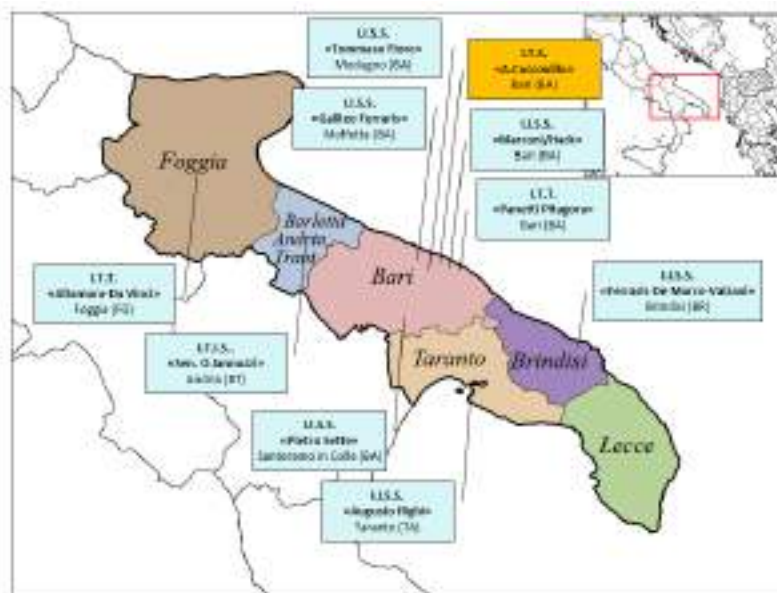 I.I.S.S.
«Tommaso Fiore»
Modugno (BA)
I.I.S.S.
«Galileo Ferraris»
Molfetta (BA)
Bari (BA)
I.I.S.S.
«Marconi/Hack»
Bari (BA)
I.T.T.
«Panetti Pitagora»
Bari (BA)
Foggia
Barletta
Andria
Trani
Bari
Taranto
Brindisi
Lecce
I.T.T.
«Altamura-Da Vinci»
Foggia (FG)
I.T.I.S.
Andria (BT)
I.I.S.S.
Brindisi (BR)
I.I.S.S.
«Pietro Sette»
Santeramo in Colle (BA)
I.I.S.S.
«Augusto Righi»
Taranto (TA)